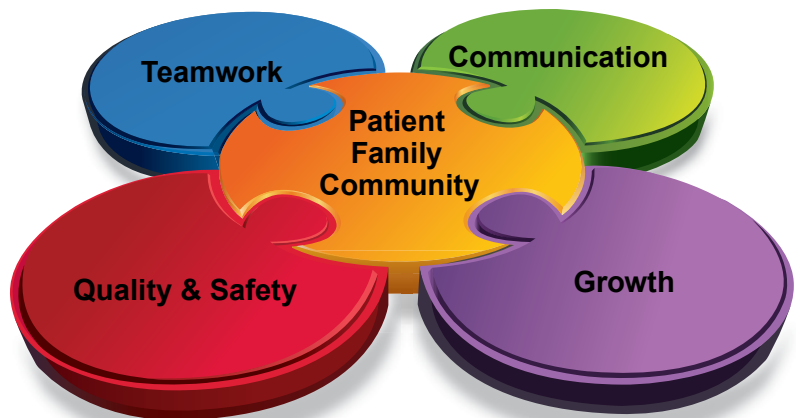 Teamwork
Communication
Patient
Family
Community
Quality & Safety
Growth